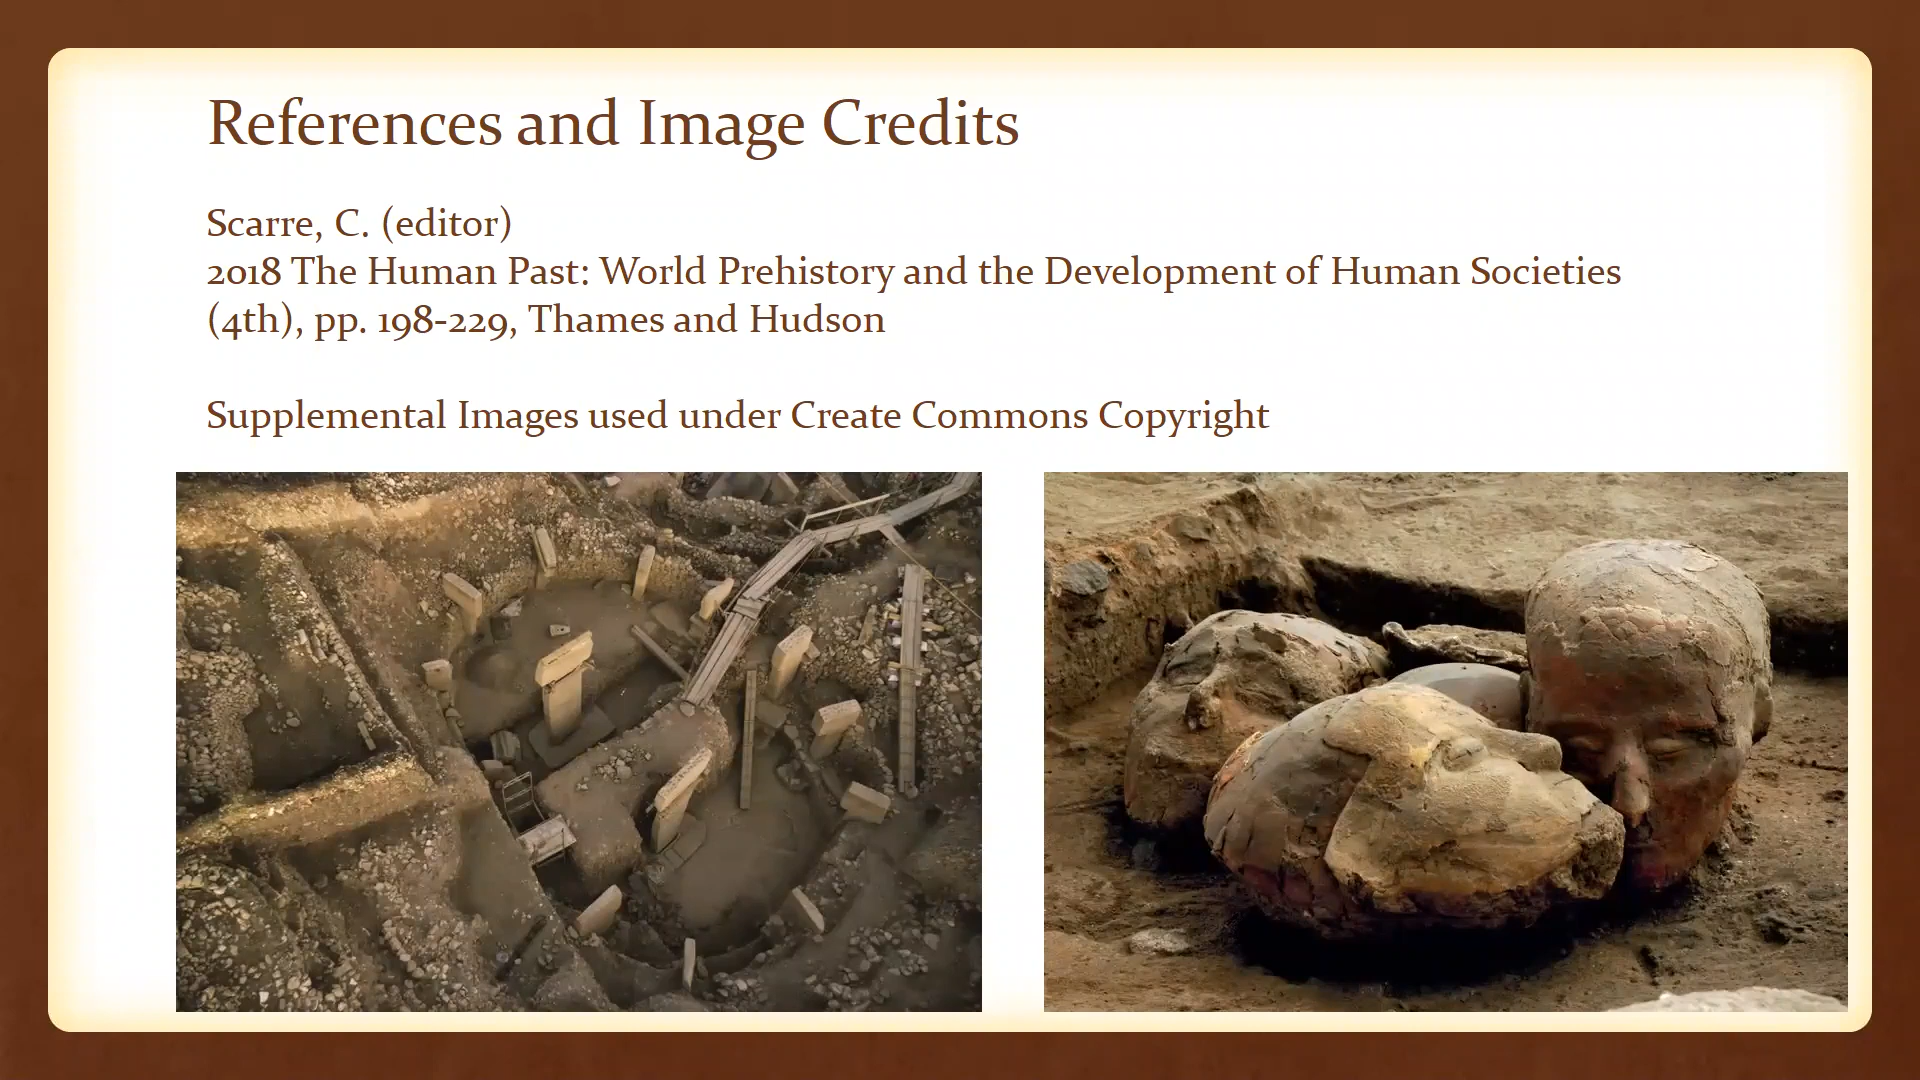 References and Image Credits
Scarre, C. (editor)
2018 The Human Past: World Prehistory and the Development of Human Societies
(4th), pp. 198-229, Thames and Hudson
Supplemental Images used under Create Commons Copyright